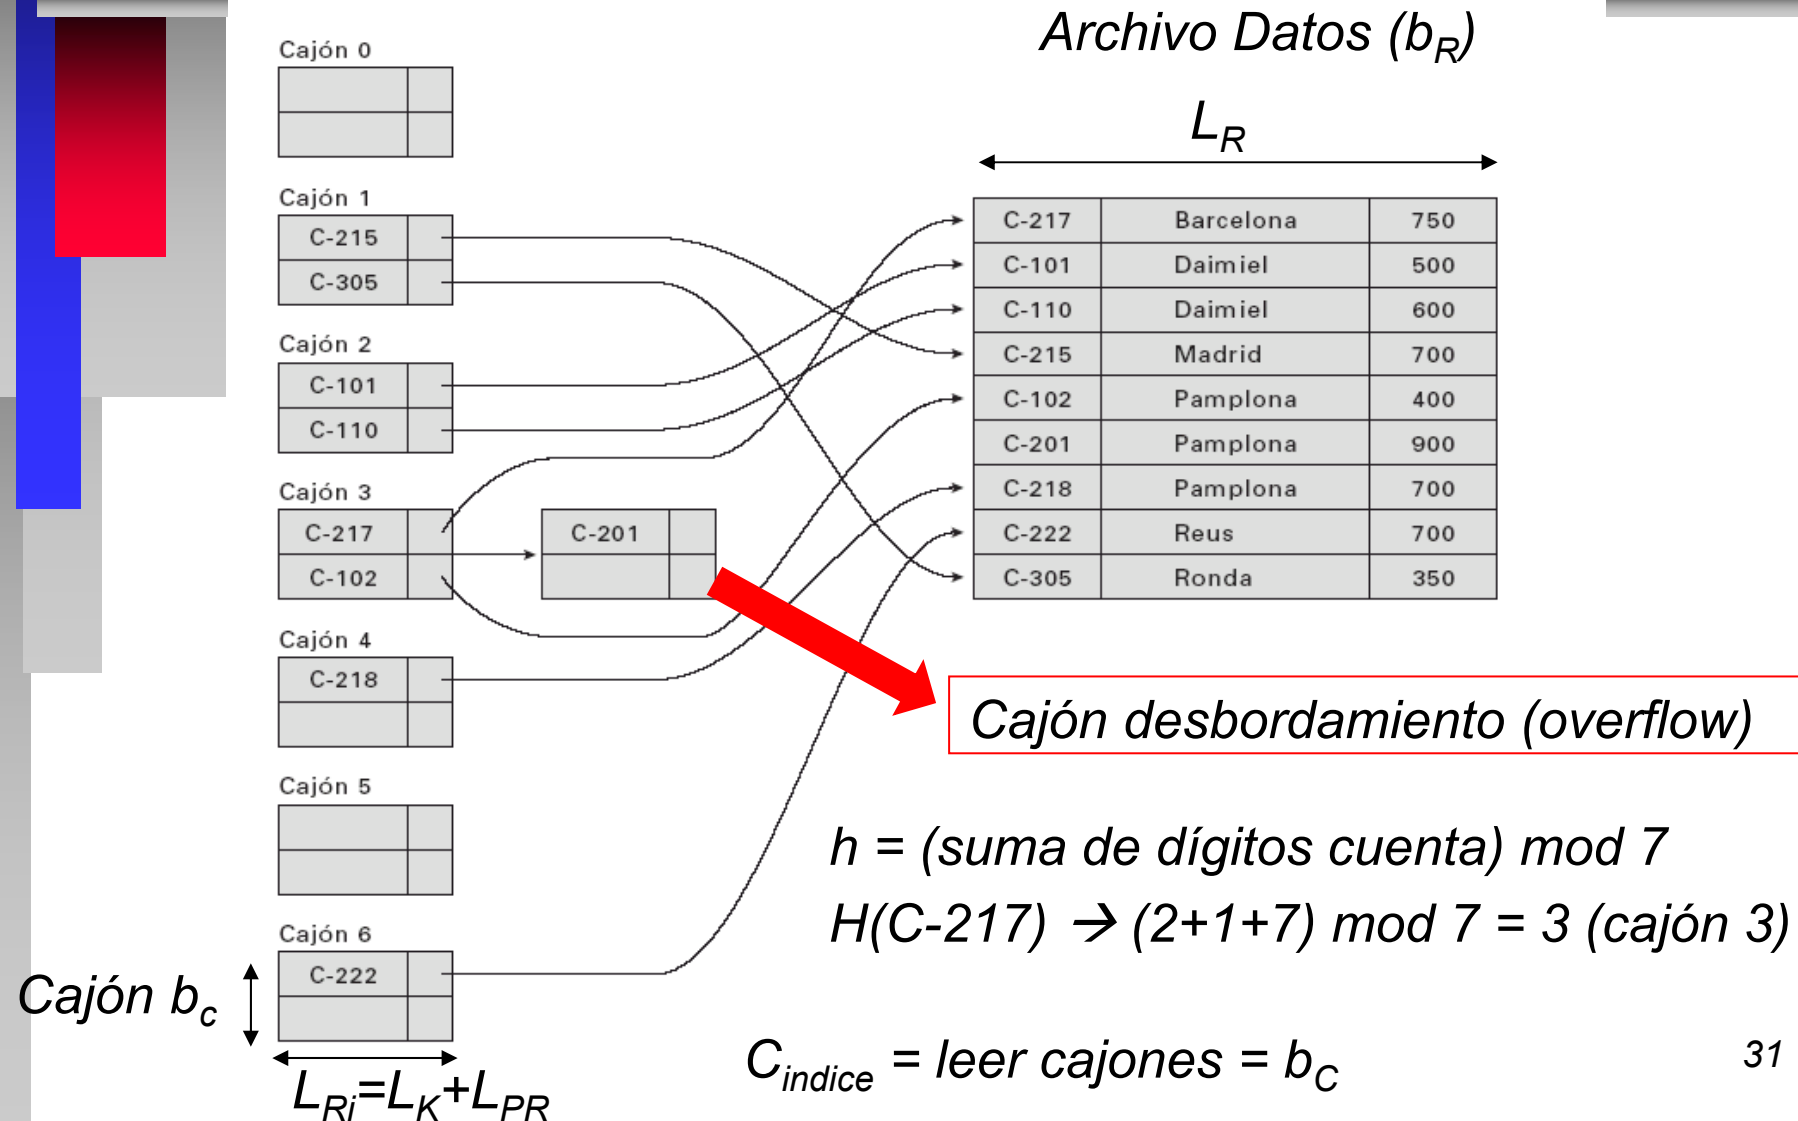 Archivo Datos (bR)
LR
Cajón 0
Cajón 1
C-215
C-305
Cajón 2
C-101
C-110
Cajón 3
C-217
C-102
C-201
Cajón 4
C-218
Cajón 5
Cajón 6
C-222
Cajón bc
LRi=LK+LPR
C-217 Barcelona 750
C-101 Daimiel 500
C-110 Daimiel 600
C-215 Madrid 700
C-102 Pamplona 400
C-201 Pamplona 900
C-218 Pamplona 700
C-222 Reus 700
C-305 Ronda 350
Cajón desbordamiento (overflow)
h = (suma de dígitos cuenta) mod 7
H(C-217) → (2+1+7) mod 7 = 3 (cajón 3)
Cindice = leer cajones = bC
31